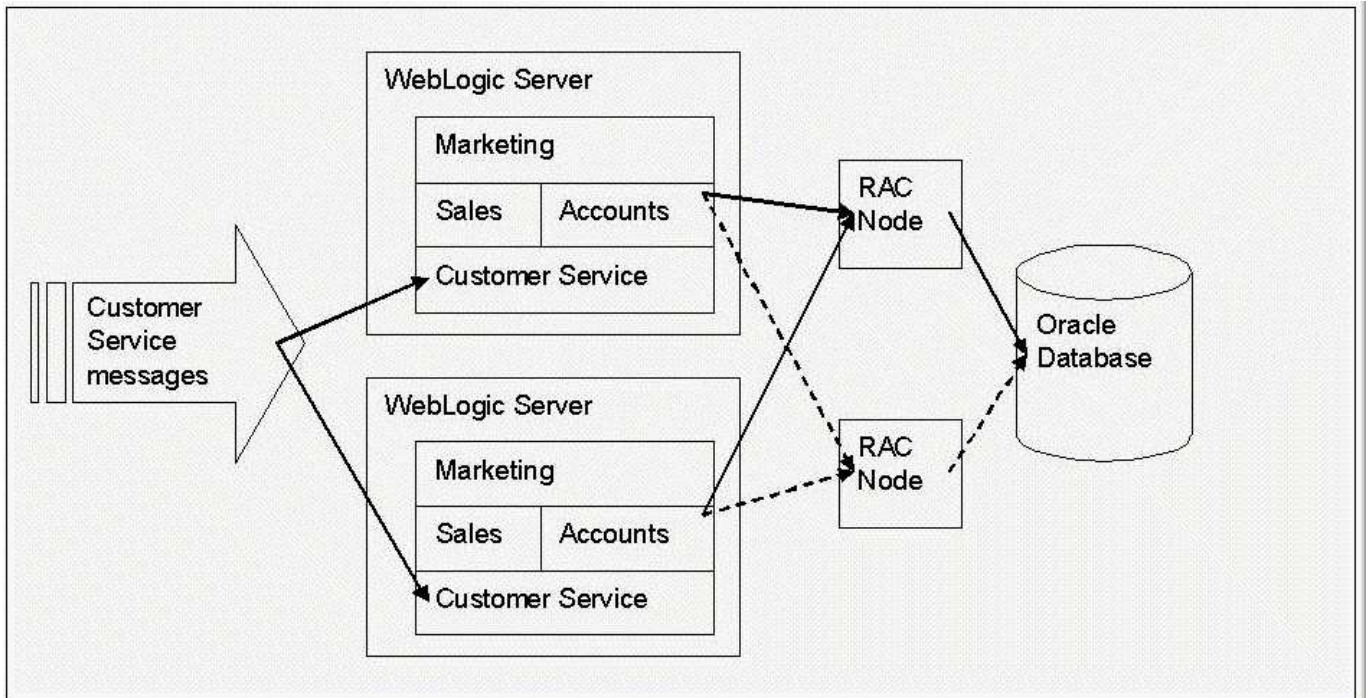 Customer
Service
messages
WebLogic Server
Marketing
Sales
Accounts
Customer Service
WebLogic Server
Marketing
Sales
Accounts
Customer Service
RAC
Node
RAC
Node
Oracle
Database